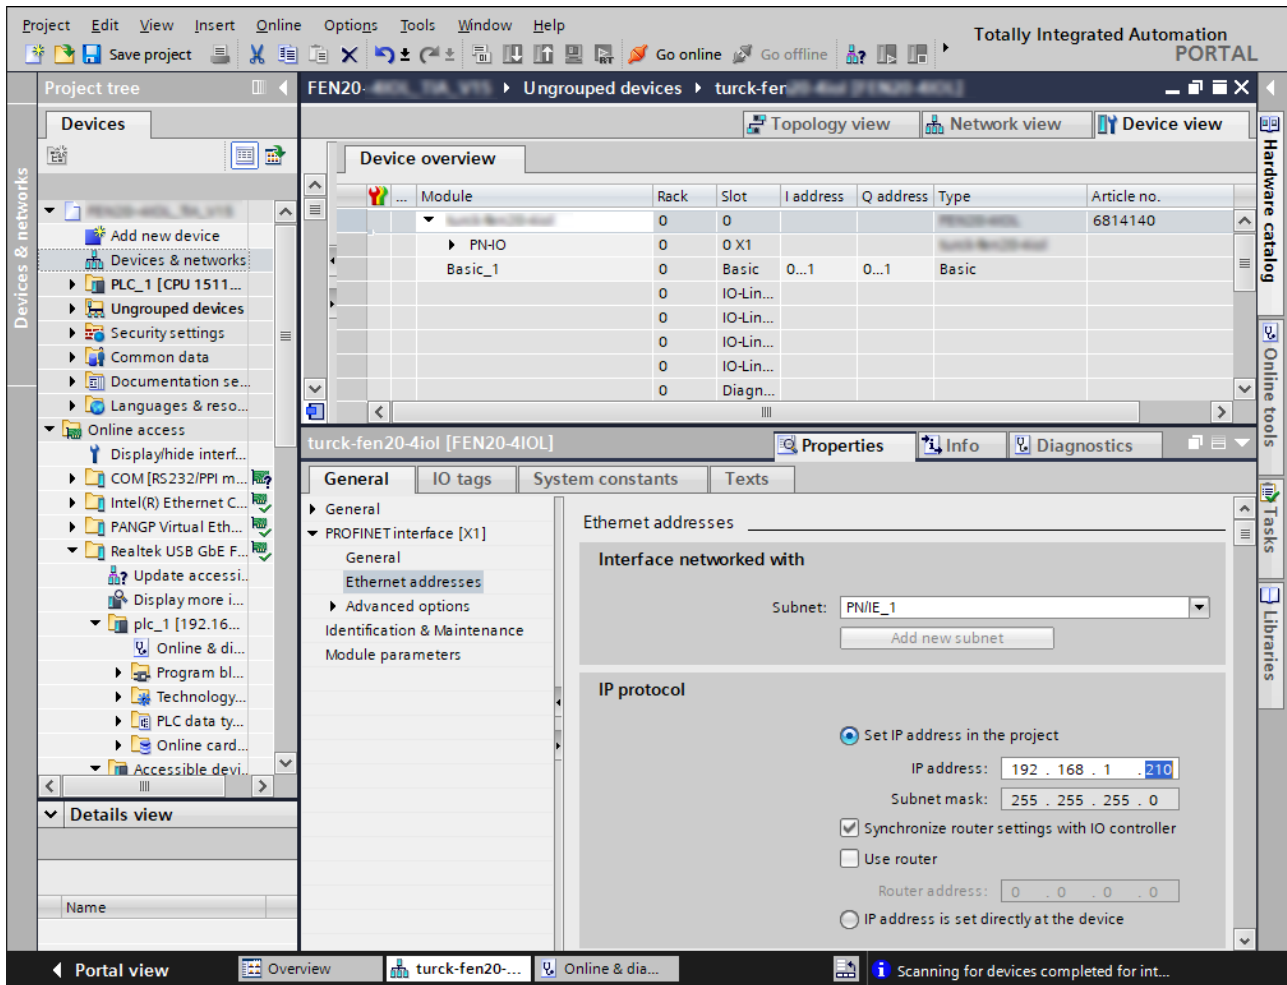 Project Edit View Insert Online Options Tools Window Help
Totally Integrated Automation
PORTAL
Save project Go online Go offline
Project tree
FEN20- Ungrouped devices turck-fen
Devices
Topology view Network view Device view
Device overview
... Module Rack Slot I address Q address Type Article no.
0 0 6814140
PN-IO 0 0 X1
Basic_1 0 Basic 0...1 0...1 Basic
0 IO-Lin...
0 IO-Lin...
0 IO-Lin...
0 IO-Lin...
0 Diagn...
Add new device
Devices & networks
PLC_1 [CPU 1511...
Ungrouped devices
Security settings
Common data
Documentation se...
Languages & reso...
Online access
Display/hide interf...
COM [RS232/PPI m...
Intel(R) Ethernet C...
PANGP Virtual Eth...
Realtek USB GbE F...
Update accessi..
Display more i...
plc_1 [192.16...
Online & di...
Program bl...
Technology...
PLC data ty...
Online card...
Accessible devi..
Details view
Name
turck-fen20-4iol [FEN20-4IOL]
Properties Info Diagnostics
General IO tags System constants Texts
General
PROFINET interface [X1]
General
Ethernet addresses
Advanced options
Identification & Maintenance
Module parameters
Ethernet addresses
Interface networked with
Subnet: PN/IE_1
Add new subnet
IP protocol
Set IP address in the project
IP address: 192 . 168 . 1 . 210
Subnet mask: 255 . 255 . 255 . 0
Synchronize router settings with IO controller
Use router
Router address: 0 . 0 . 0 . 0
IP address is set directly at the device
Devices & networks
Hardware catalog
Online tools
Tasks
Libraries
Portal view Overview turck-fen20-... Online & dia... Scanning for devices completed for int...